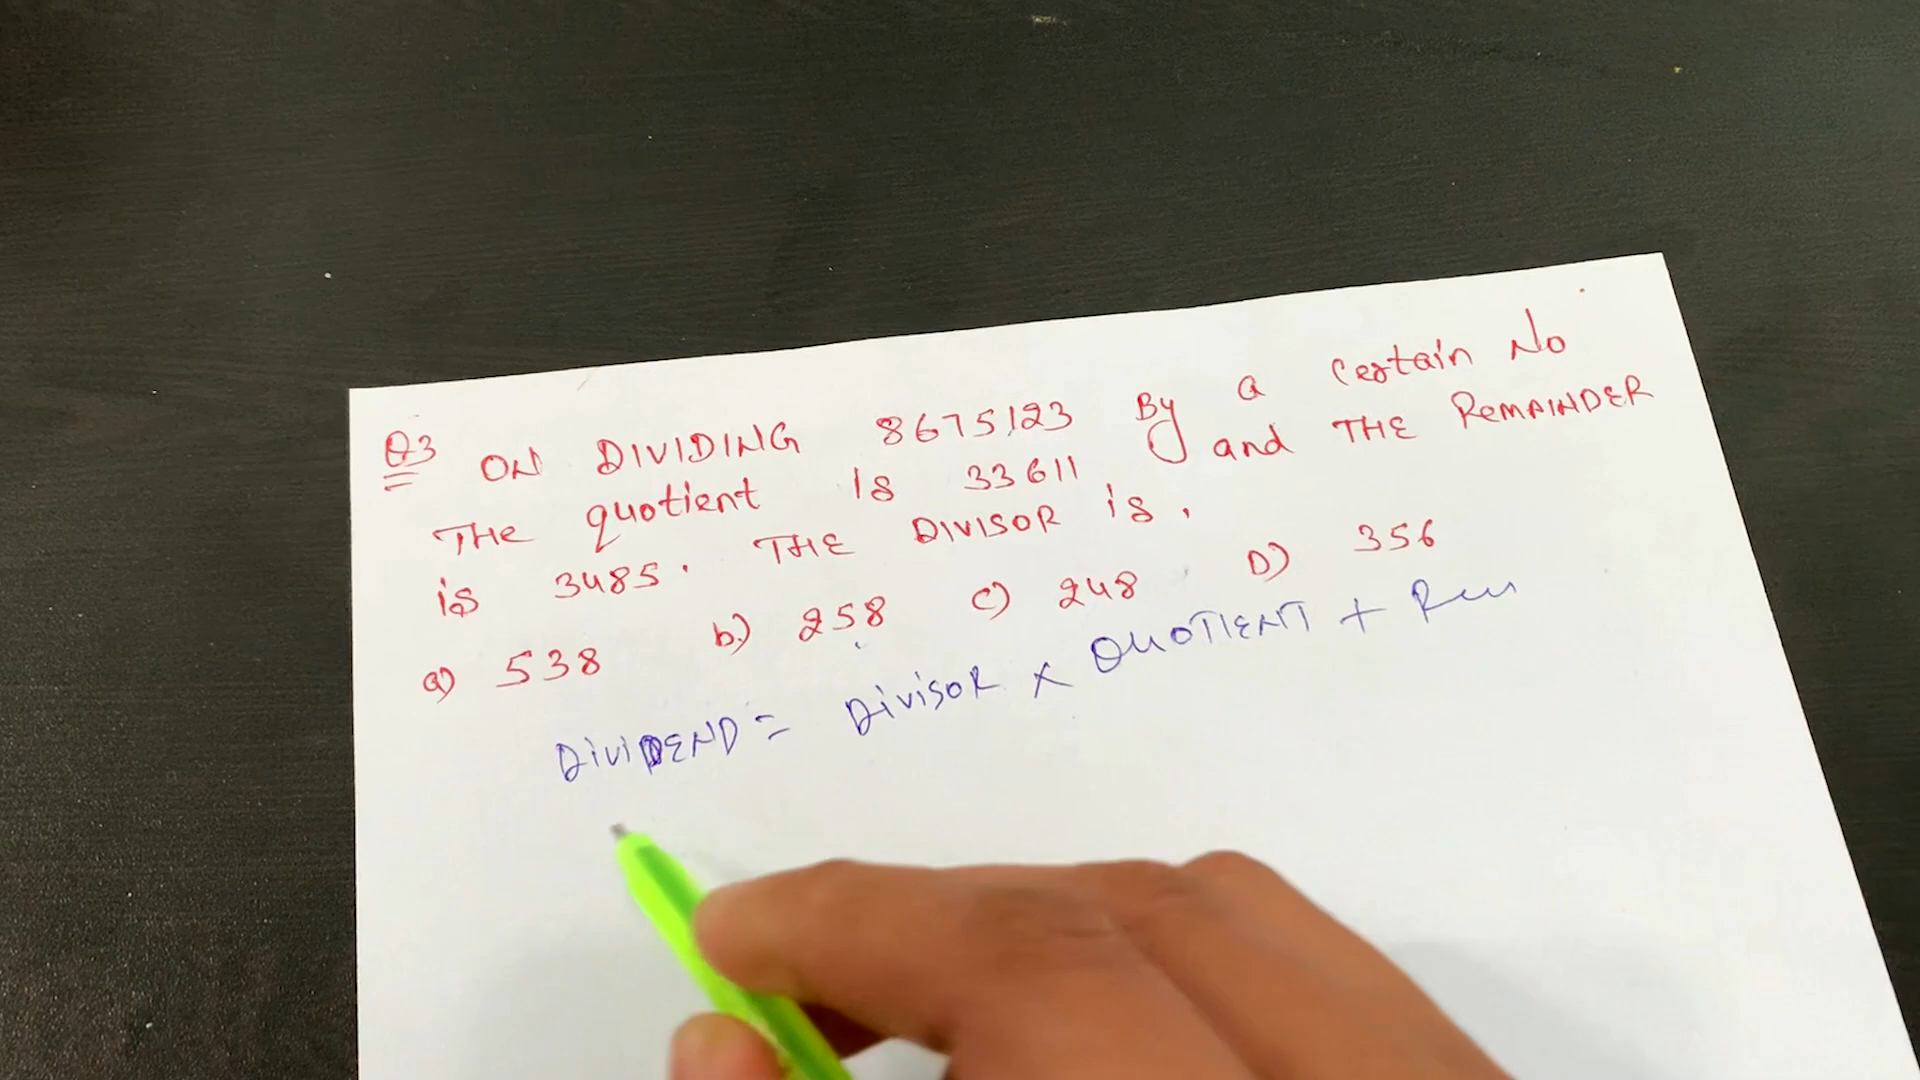 Q3 ON DIVIDING 8675123 By a certain No
THE quotient is 33611 and THE REMAINDER
is 3485. THE DIVISOR is,
a) 538 b.) 258 c) 248 D) 356
DiviDEND = Divisor x QUOTIENT + Rem